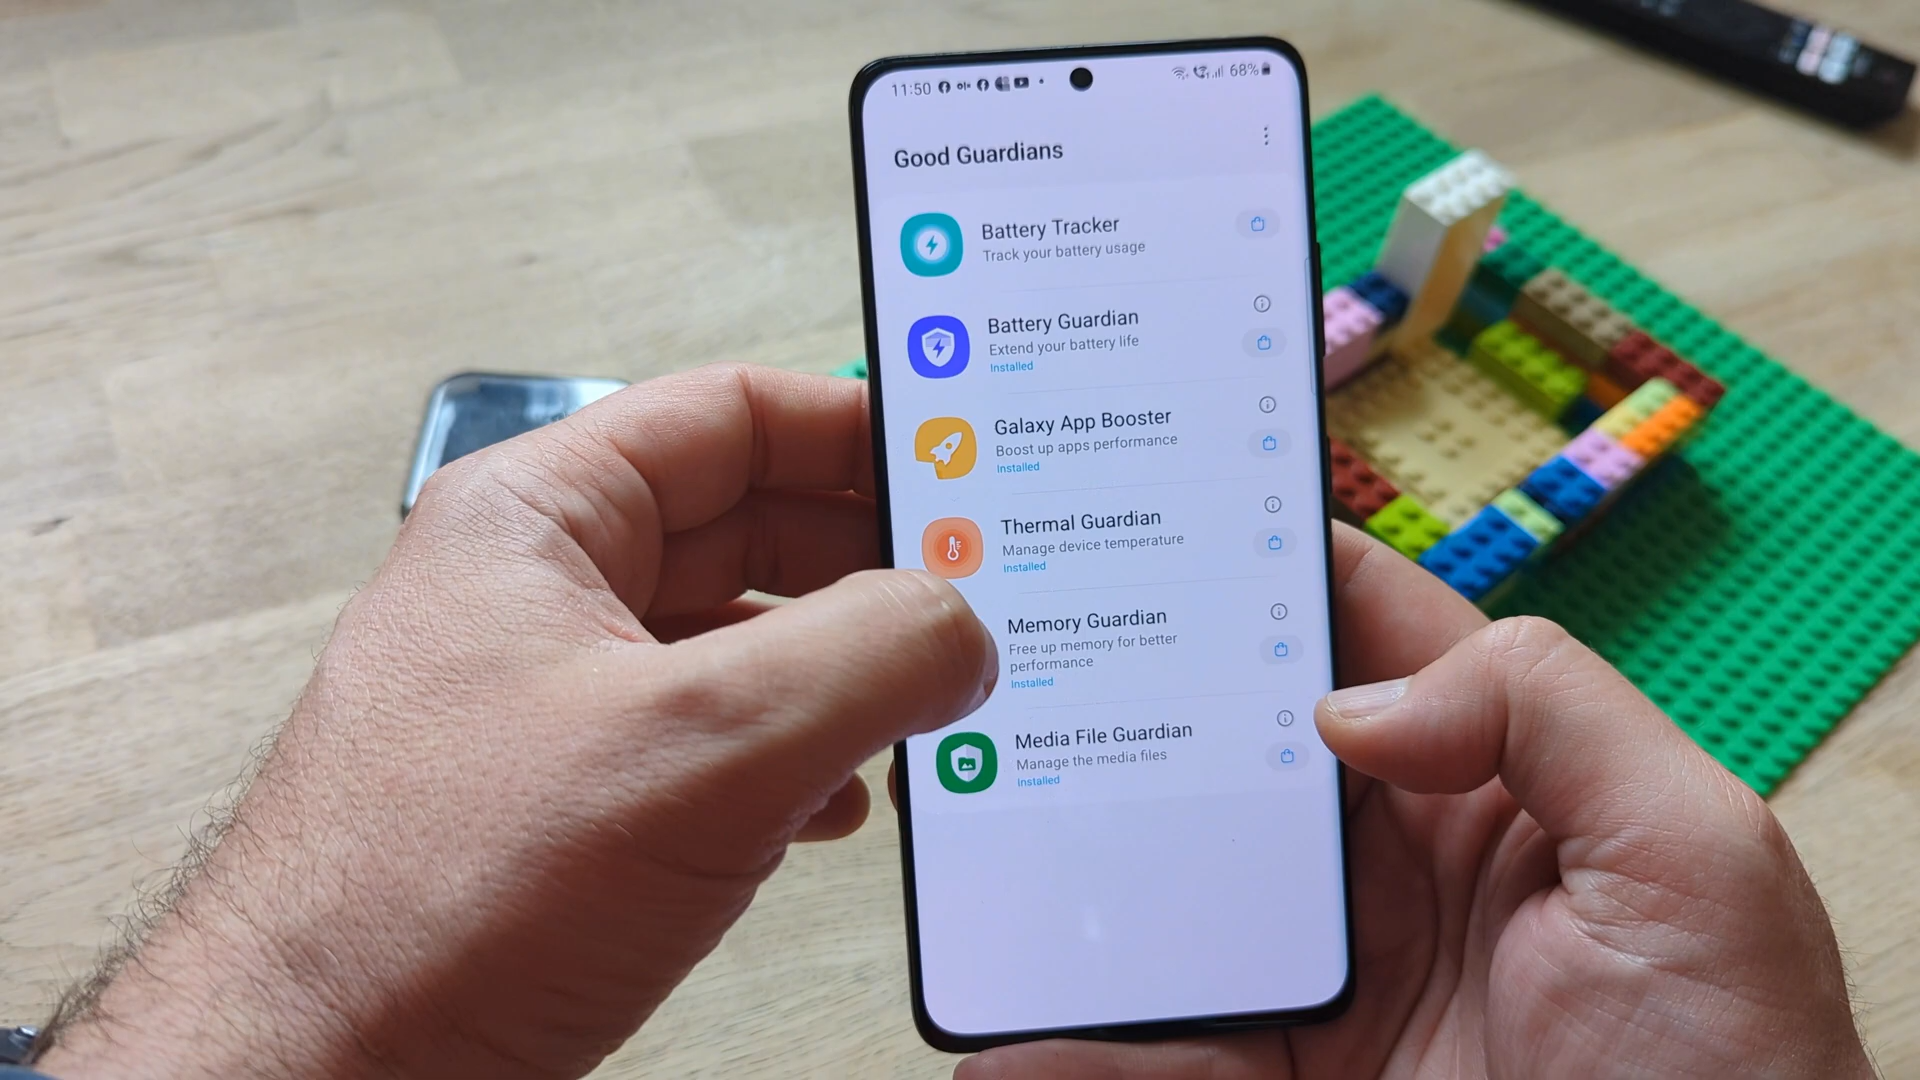 11:50
68%
Good Guardians
Battery Tracker
Track your battery usage
Battery Guardian
Extend your battery life
Installed
Galaxy App Booster
Boost up apps performance
Installed
Thermal Guardian
Manage device temperature
Installed
Memory Guardian
Free up memory for better
performance
Installed
Media File Guardian
Manage the media files
Installed